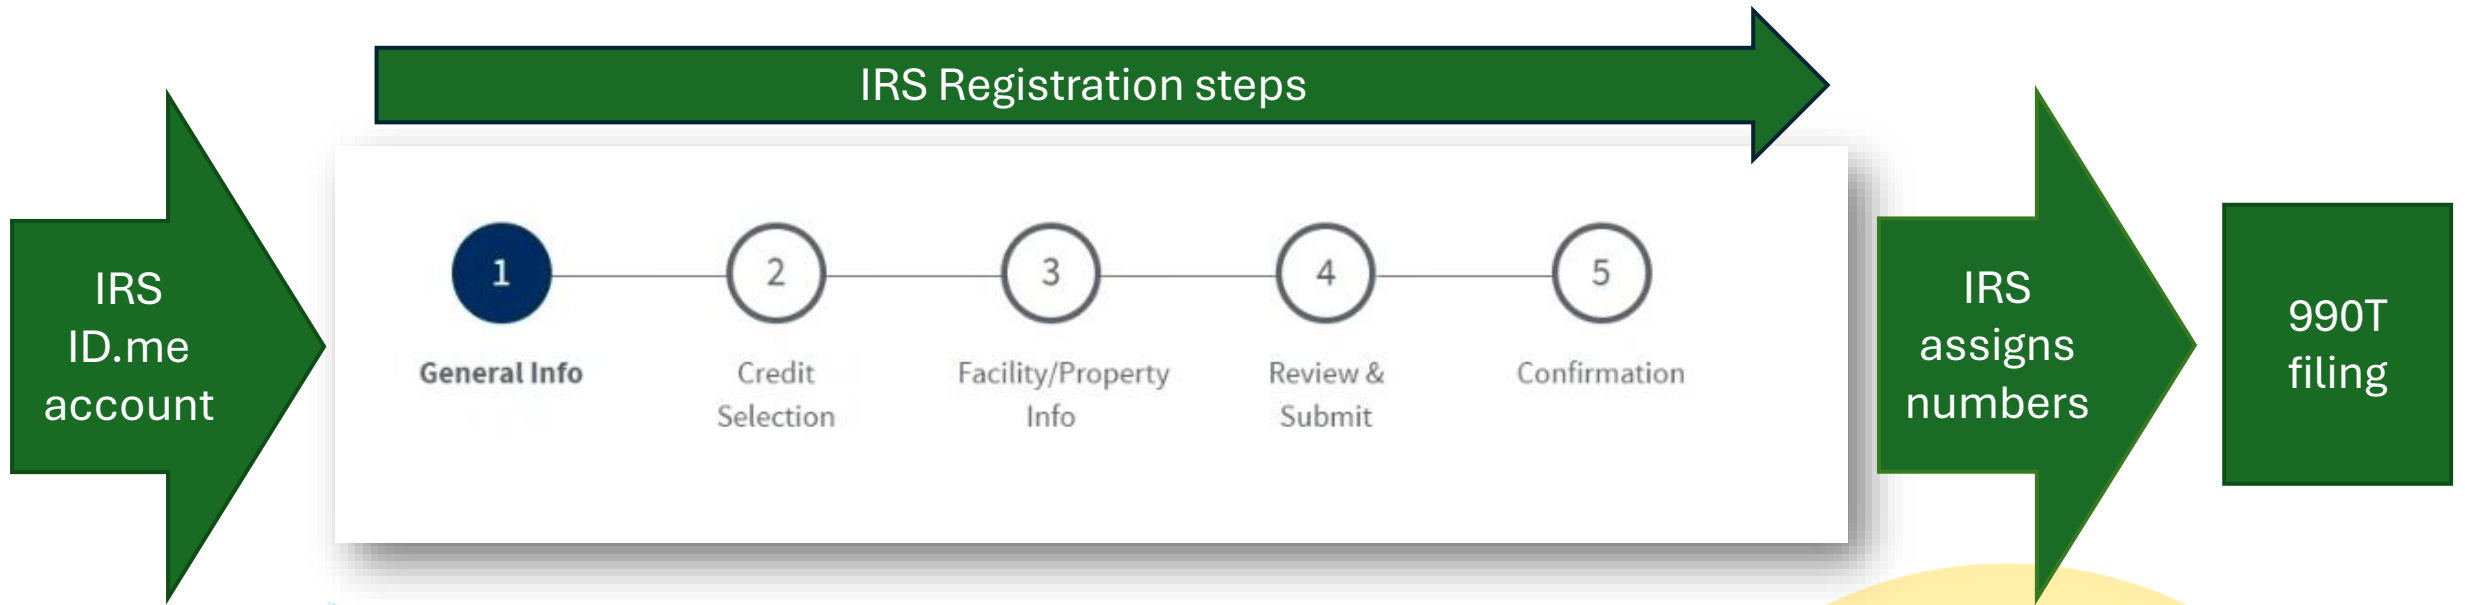 IRS Registration steps
IRS
ID.me
account
1
2
3
4
5
General Info
Credit
Selection
Facility/Property
Info
Review &
Submit
Confirmation
IRS
assigns
numbers
990T
filing